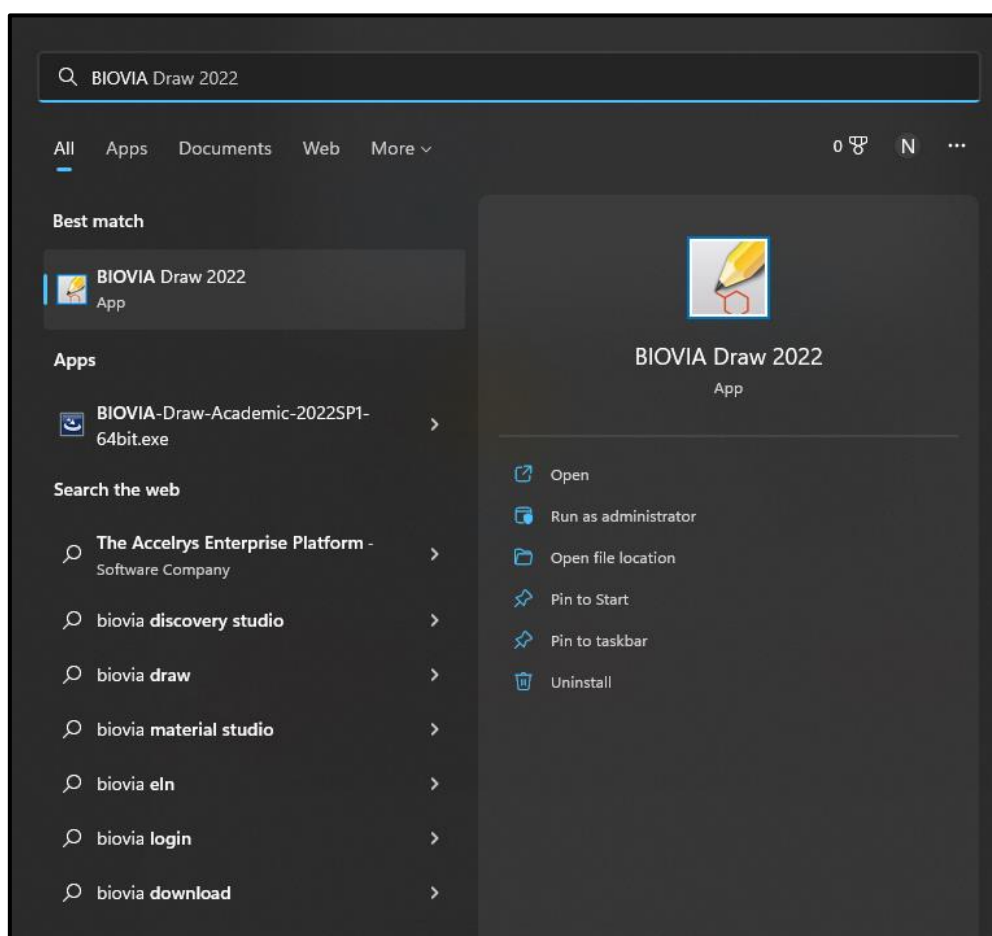 BIOVIA Draw 2022
All Apps Documents Web More
0 N ...
Best match
BIOVIA Draw 2022
App
Apps
BIOVIA-Draw-Academic-2022SP1-
64bit.exe
Search the web
The Accelrys Enterprise Platform -
Software Company
biovia discovery studio
biovia draw
biovia material studio
biovia eln
biovia login
biovia download
BIOVIA Draw 2022
App
Open
Run as administrator
Open file location
Pin to Start
Pin to taskbar
Uninstall